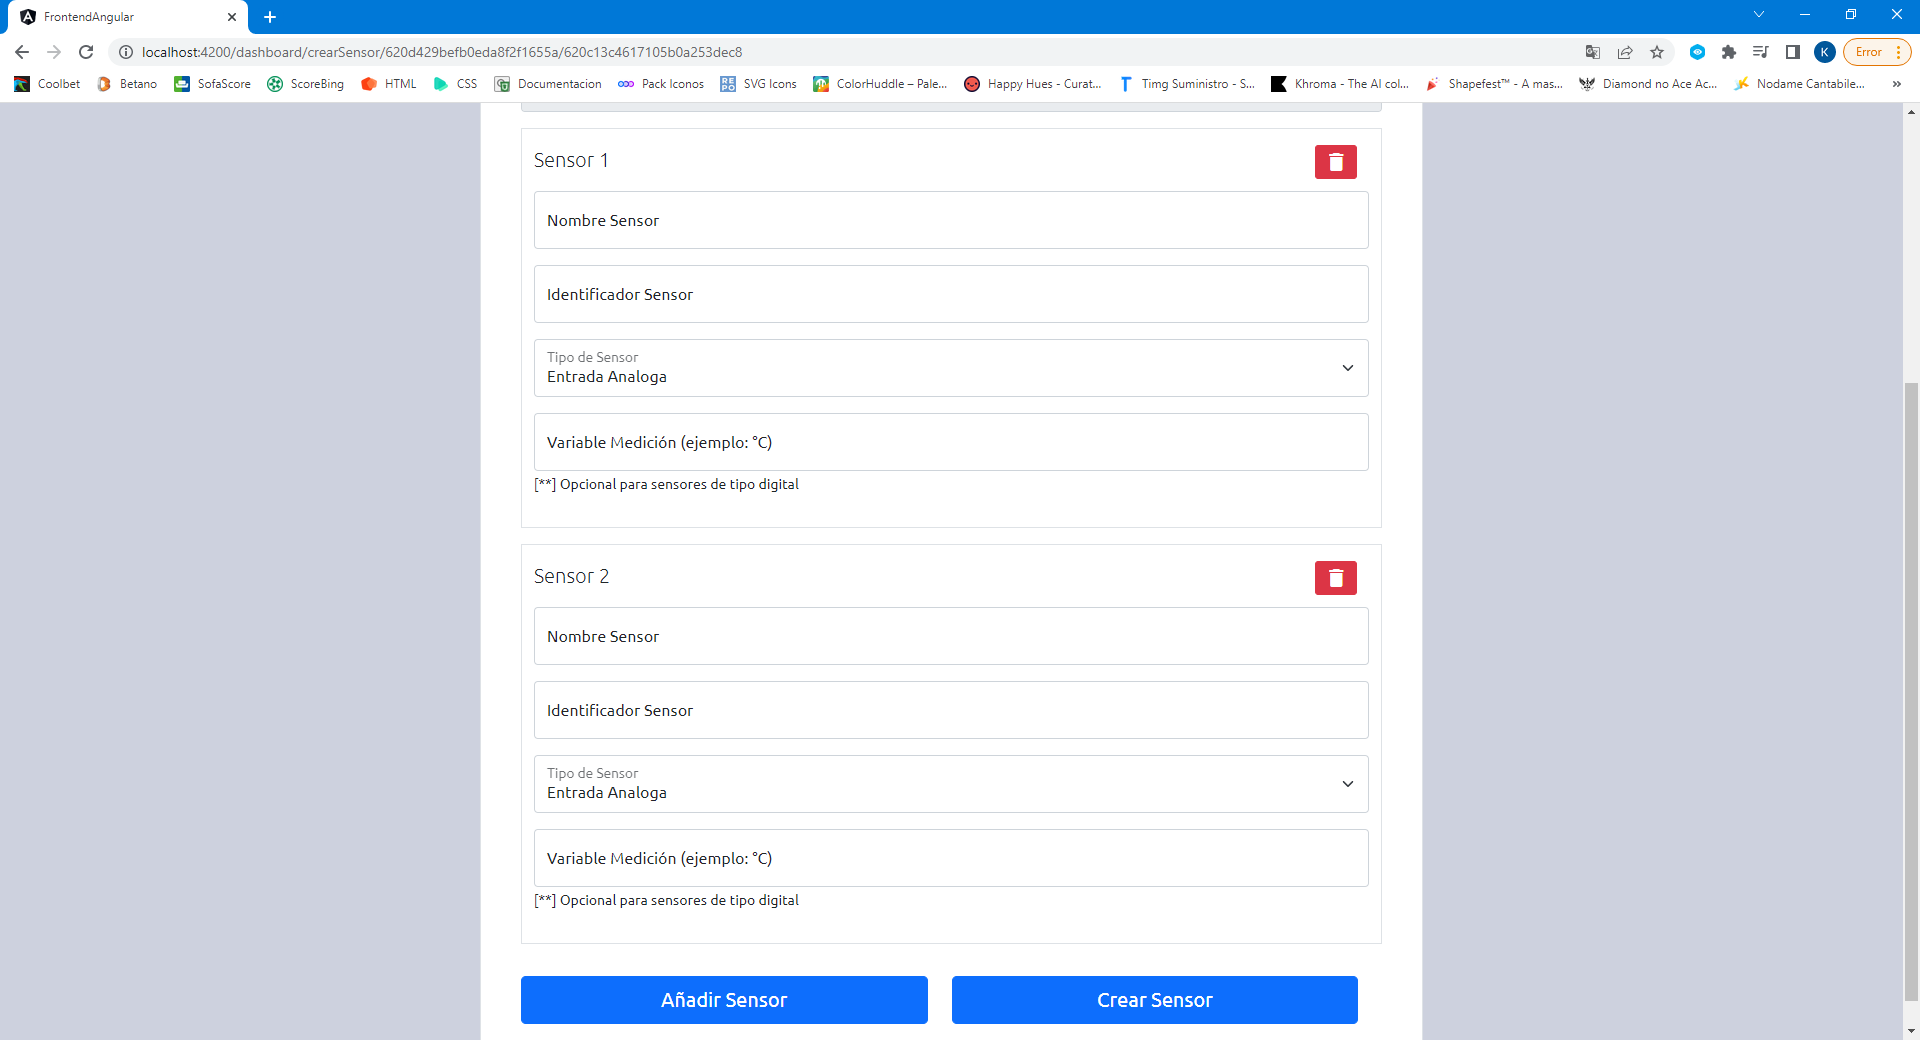 FrontendAngular
localhost:4200/dashboard/crearSensor/620d429befb0eda8f2f1655a/620c13c4617105b0a253dec8
K
Error
Coolbet
Betano
SofaScore
ScoreBing
HTML
CSS
Documentacion
Pack Iconos
SVG Icons
ColorHuddle – Pale...
Happy Hues - Curat...
Timg Suministro - S...
Khroma - The AI col...
Shapefest™ - A mas...
Diamond no Ace Ac...
Nodame Cantabile...
»
Sensor 1
Nombre Sensor
Identificador Sensor
Tipo de Sensor
Entrada Analoga
Variable Medición (ejemplo: °C)
[**] Opcional para sensores de tipo digital
Sensor 2
Nombre Sensor
Identificador Sensor
Tipo de Sensor
Entrada Analoga
Variable Medición (ejemplo: °C)
[**] Opcional para sensores de tipo digital
Añadir Sensor
Crear Sensor